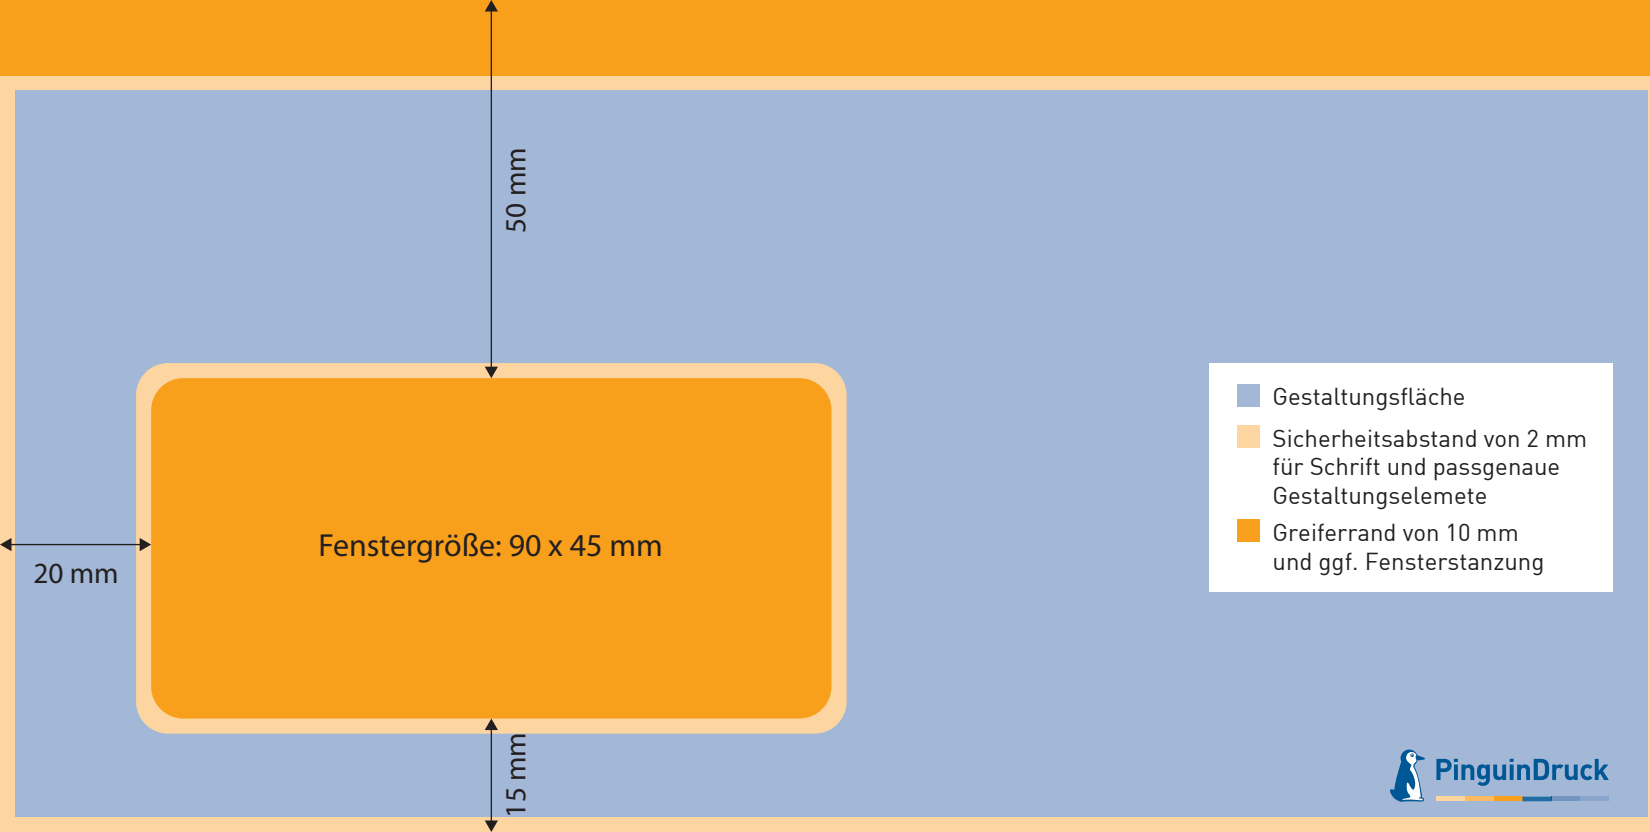 50 mm
Gestaltungsfläche
Sicherheitsabstand von 2 mm
für Schrift und passgenaue
Gestaltungselemete
Greiferrand von 10 mm
und ggf. Fensterstanzung
Fenstergröße: 90 x 45 mm
20 mm
15 mm
PinguinDruck